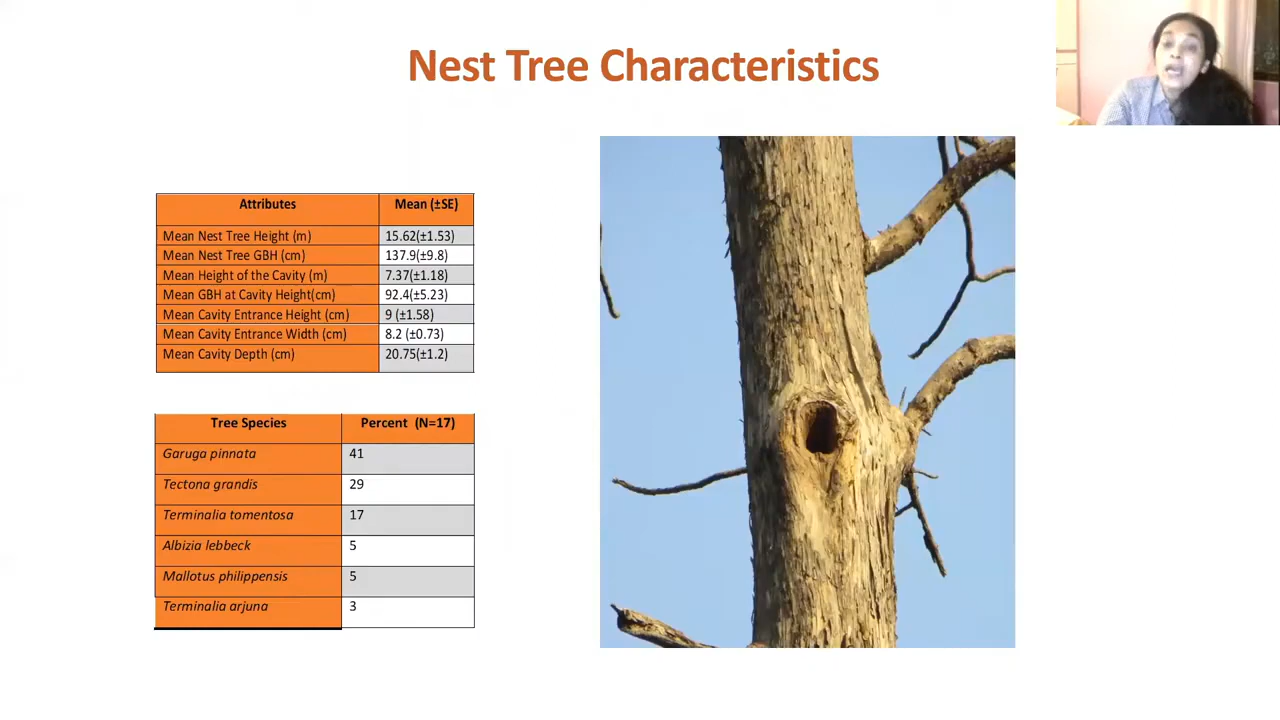 Nest Tree Characteristics
Attributes Mean (±SE)
Mean Nest Tree Height (m) 15.62(±1.53)
Mean Nest Tree GBH (cm) 137.9(±9.8)
Mean Height of the Cavity (m) 7.37(±1.18)
Mean GBH at Cavity Height(cm) 92.4(±5.23)
Mean Cavity Entrance Height (cm) 9 (±1.58)
Mean Cavity Entrance Width (cm) 8.2 (±0.73)
Mean Cavity Depth (cm) 20.75(±1.2)
Tree Species Percent (N=17)
Garuga pinnata 41
Tectona grandis 29
Terminalia tomentosa 17
Albizia lebbeck 5
Mallotus philippensis 5
Terminalia arjuna 3